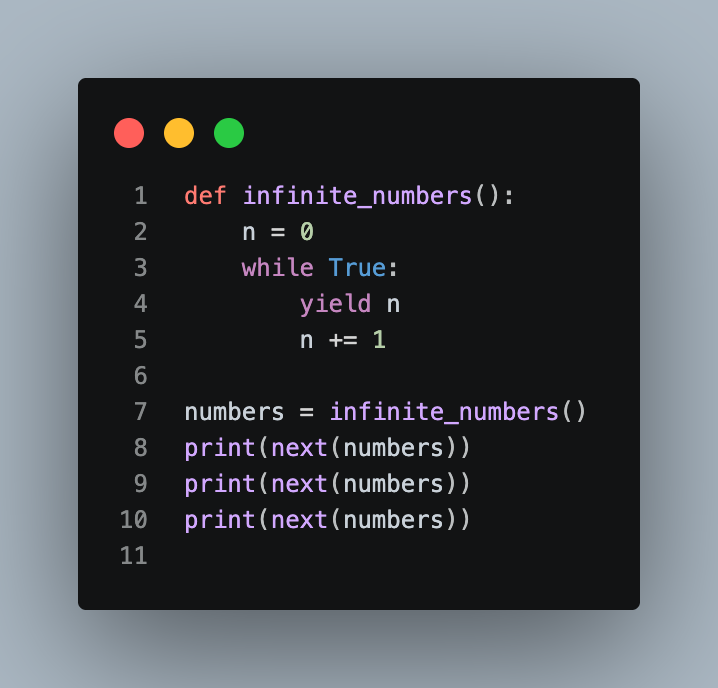 1 def infinite_numbers():
2     n = 0
3     while True:
4         yield n
5         n += 1
6
7 numbers = infinite_numbers()
8 print(next(numbers))
9 print(next(numbers))
10 print(next(numbers))
11